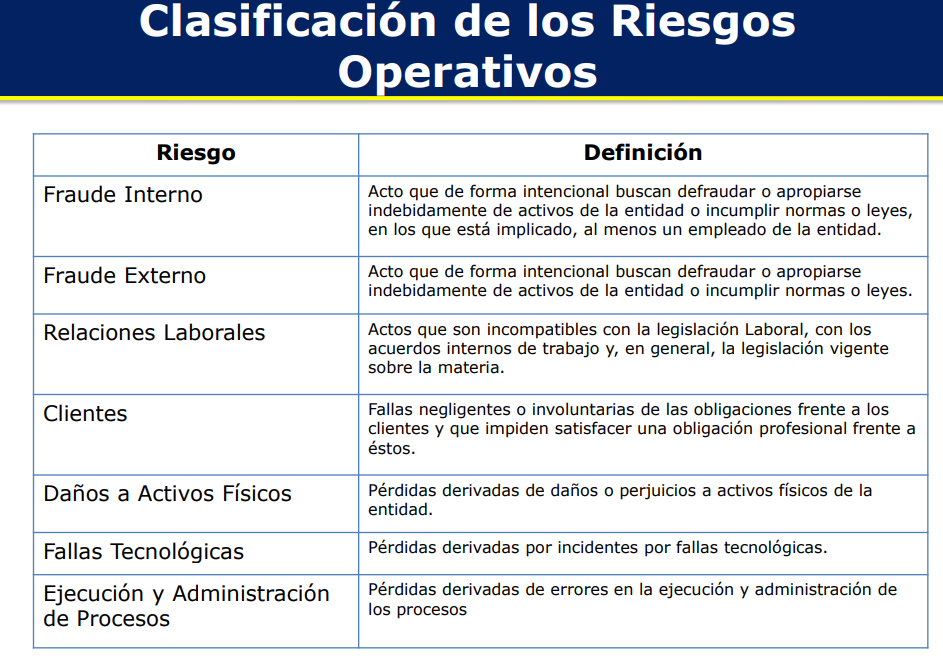 Clasificación de los Riesgos
Operativos
Riesgo
Definición
Fraude Interno
Acto que de forma intencional buscan defraudar o apropiarse
indebidamente de activos de la entidad o incumplir normas o leyes,
en los que está implicado, al menos un empleado de la entidad.
Fraude Externo
Acto que de forma intencional buscan defraudar o apropiarse
indebidamente de activos de la entidad o incumplir normas o leyes.
Relaciones Laborales
Actos que son incompatibles con la legislación Laboral, con los
acuerdos internos de trabajo y, en general, la legislación vigente
sobre la materia.
Clientes
Fallas negligentes o involuntarias de las obligaciones frente a los
clientes y que impiden satisfacer una obligación profesional frente a
éstos.
Daños a Activos Físicos
Pérdidas derivadas de daños o perjuicios a activos físicos de la
entidad.
Fallas Tecnológicas
Pérdidas derivadas por incidentes por fallas tecnológicas.
Ejecución y Administración
de Procesos
Pérdidas derivadas de errores en la ejecución y administración de
los procesos